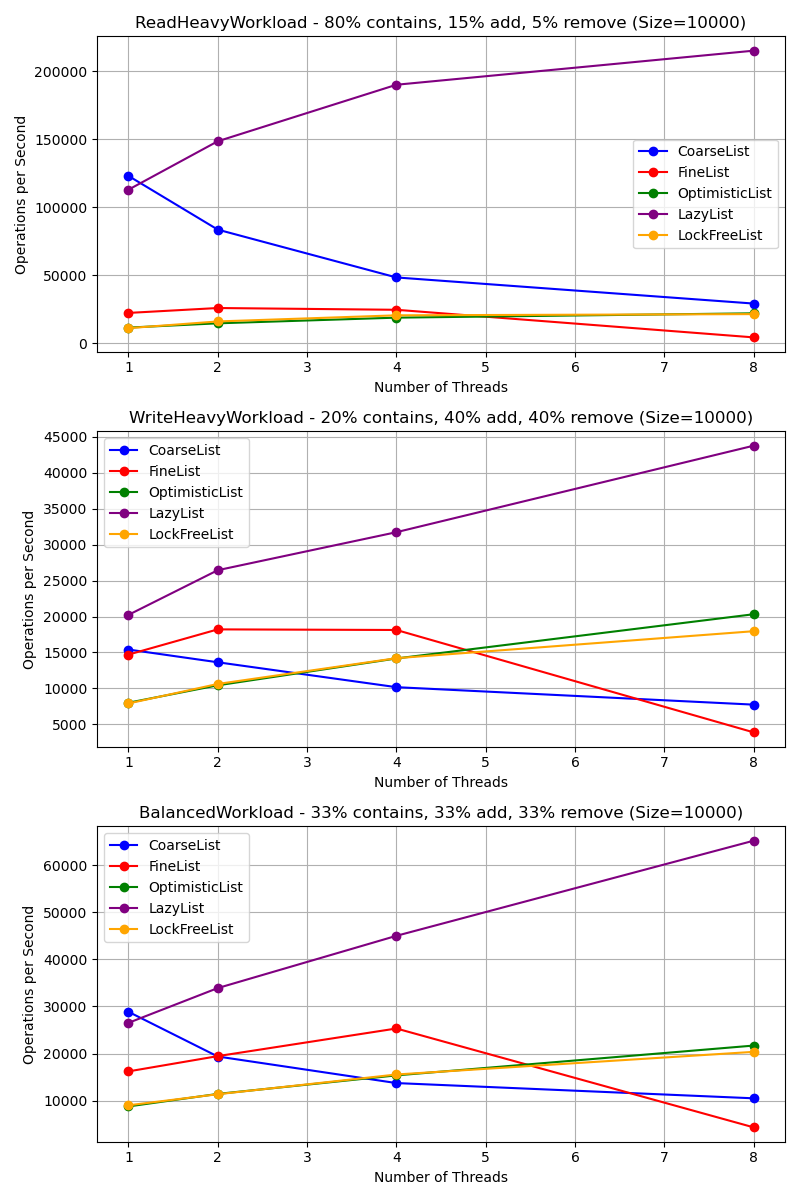 ReadHeavyWorkload - 80% contains, 15% add, 5% remove (Size=10000)
200000
150000
100000
50000
0
Operations per Second
CoarseList
FineList
OptimisticList
LazyList
LockFreeList
1 2 3 4 5 6 7 8
Number of Threads
WriteHeavyWorkload - 20% contains, 40% add, 40% remove (Size=10000)
45000
40000
35000
30000
25000
20000
15000
10000
5000
Operations per Second
CoarseList
FineList
OptimisticList
LazyList
LockFreeList
1 2 3 4 5 6 7 8
Number of Threads
BalancedWorkload - 33% contains, 33% add, 33% remove (Size=10000)
60000
50000
40000
30000
20000
10000
Operations per Second
CoarseList
FineList
OptimisticList
LazyList
LockFreeList
1 2 3 4 5 6 7 8
Number of Threads